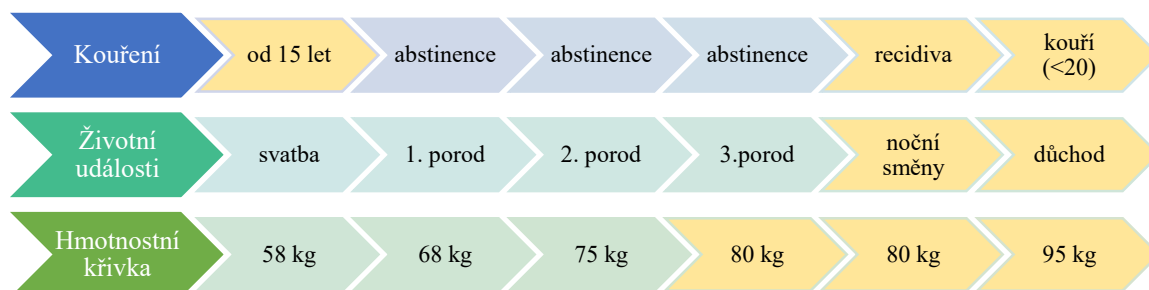 Kouření
od 15 let
abstinence
abstinence
abstinence
recidiva
kouří
(<20)
Životní
události
svatba
1. porod
2. porod
3.porod
noční
směny
důchod
Hmotnostní
křivka
58 kg
68 kg
75 kg
80 kg
80 kg
95 kg